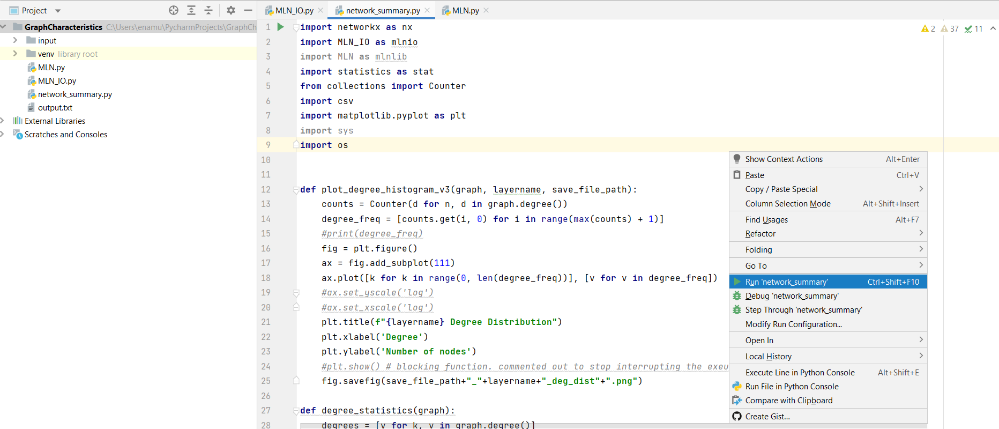 Project
GraphCharacteristics C:\Users\enamu\PycharmProjects\GraphCh
input
venv library root
MLN.py
MLN_IO.py
network_summary.py
output.txt
External Libraries
Scratches and Consoles
MLN_IO.py network_summary.py MLN.py
2 37 11
1 import networkx as nx
2 import MLN_IO as mlnio
3 import MLN as mlnlib
4 import statistics as stat
5 from collections import Counter
6 import csv
7 import matplotlib.pyplot as plt
8 import sys
9 import os
10
11
12 def plot_degree_histogram_v3(graph, layername, save_file_path):
13 counts = Counter(d for n, d in graph.degree())
14 degree_freq = [counts.get(i, 0) for i in range(max(counts) + 1)]
15 #print(degree_freq)
16 fig = plt.figure()
17 ax = fig.add_subplot(111)
18 ax.plot([k for k in range(0, len(degree_freq))], [v for v in degree_freq])
19 #ax.set_yscale('log')
20 #ax.set_xscale('log')
21 plt.title(f"{layername} Degree Distribution")
22 plt.xlabel('Degree')
23 plt.ylabel('Number of nodes')
24 #plt.show() # blocking function. commented out to stop interrupting the exeu
25 fig.savefig(save_file_path+"_"+layername+"_deg_dist"+".png")
26
27 def degree_statistics(graph):
28 degrees = [v for k, v in graph.degree()]
Show Context Actions Alt+Enter
Paste Ctrl+V
Copy / Paste Special
Column Selection Mode Alt+Shift+Insert
Find Usages Alt+F7
Refactor
Folding
Go To
Run 'network_summary' Ctrl+Shift+F10
Debug 'network_summary'
Step Through 'network_summary'
Modify Run Configuration...
Open In
Local History
Execute Line in Python Console Alt+Shift+E
Run File in Python Console
Compare with Clipboard
Create Gist...